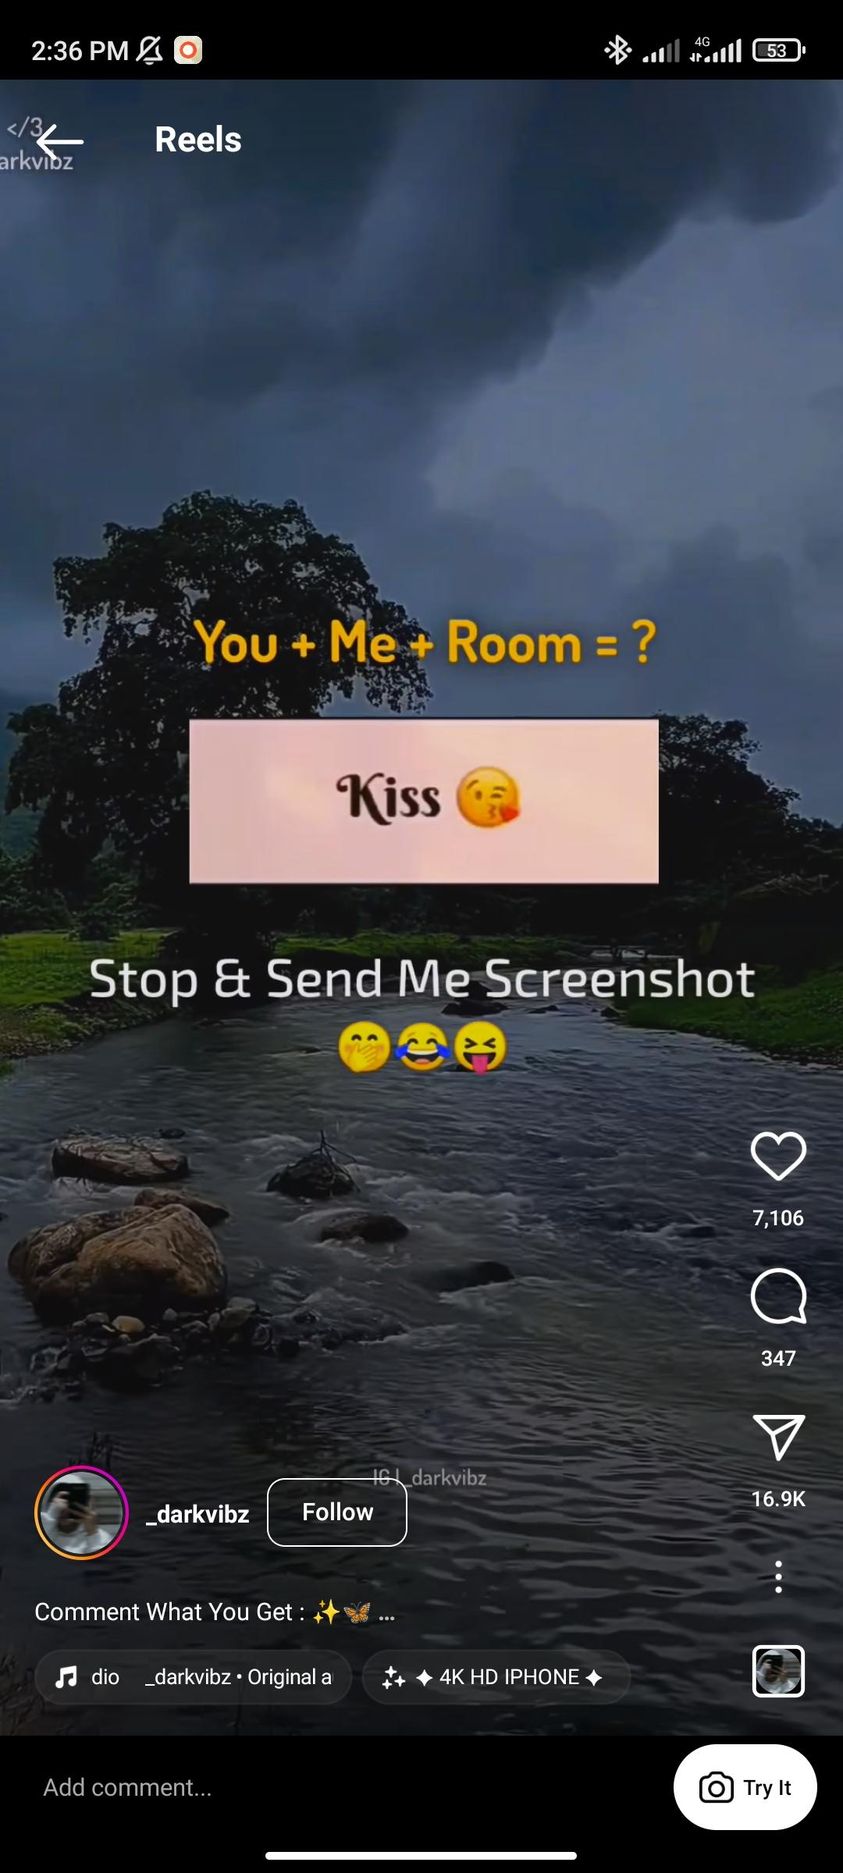 2:36 PM
4G
53
</3
arkvibz
Reels
You + Me + Room = ?
Kiss 😘
Stop & Send Me Screenshot
🤭😂😝
7,106
347
16.9K
IG |_darkvibz
_darkvibz
Follow
Comment What You Get : ✨🦋 ...
dio _darkvibz • Original a
✦ 4K HD IPHONE ✦
Add comment...
Try It